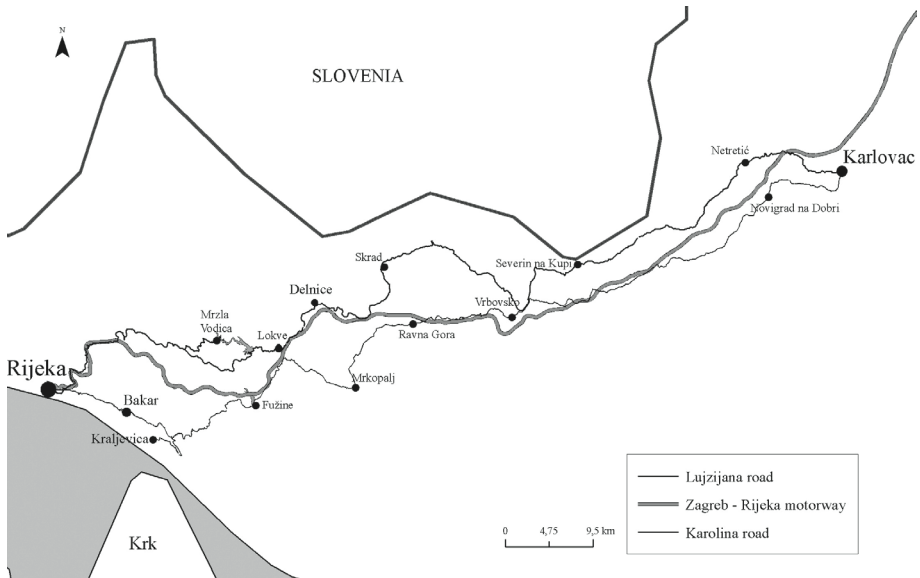 N
SLOVENIA
Netretić
Karlovac
Novigrad na Dobri
Skrad
Severin na Kupi
Delnice
Vrbovsko
Mrzla
Vodica
Lokve
Ravna Gora
Rijeka
Mrkopalj
Bakar
Fužine
Kraljevica
Krk
Lujzijana road
Zagreb - Rijeka motorway
Karolina road
0 4,75 9,5 km